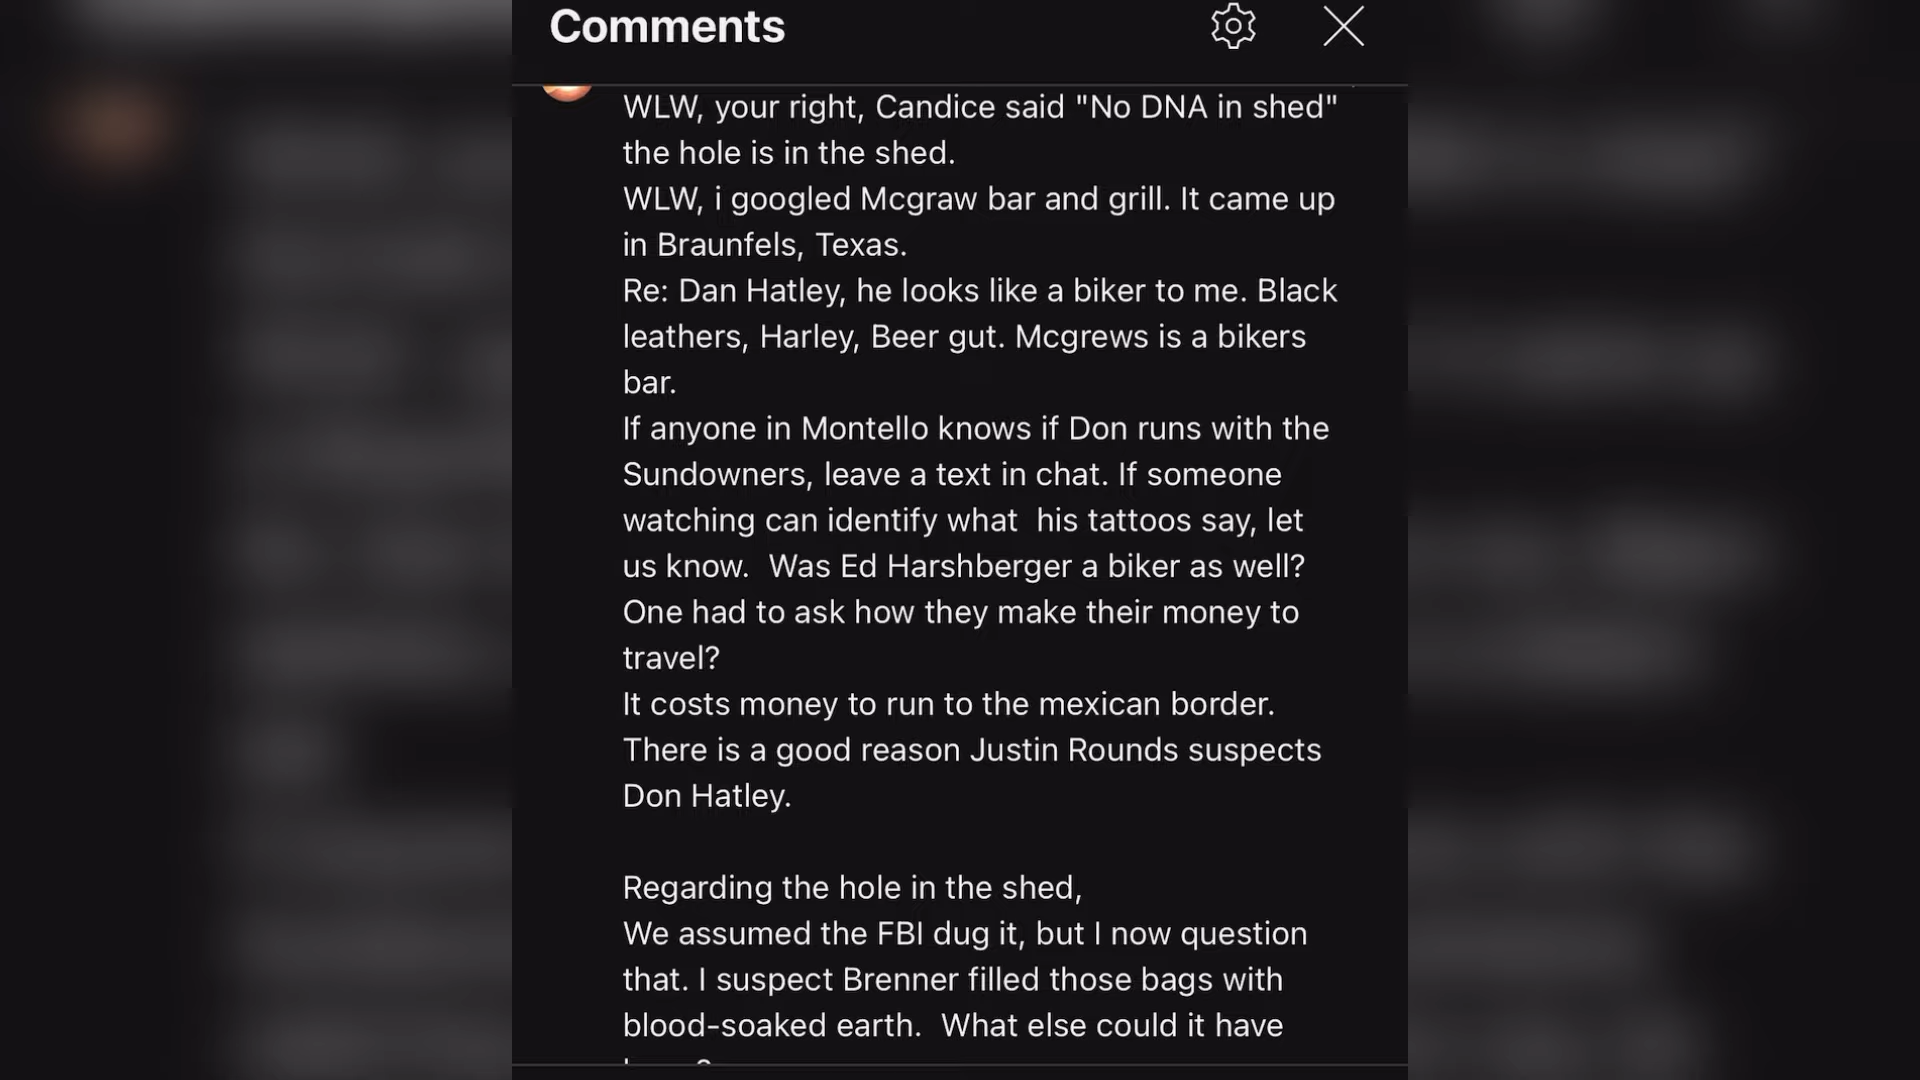 Comments
WLW, your right, Candice said "No DNA in shed"
the hole is in the shed.
WLW, i googled Mcgraw bar and grill. It came up
in Braunfels, Texas.
Re: Dan Hatley, he looks like a biker to me. Black
leathers, Harley, Beer gut. Mcgrews is a bikers
bar.
If anyone in Montello knows if Don runs with the
Sundowners, leave a text in chat. If someone
watching can identify what  his tattoos say, let
us know.  Was Ed Harshberger a biker as well?
One had to ask how they make their money to
travel?
It costs money to run to the mexican border.
There is a good reason Justin Rounds suspects
Don Hatley.
Regarding the hole in the shed,
We assumed the FBI dug it, but I now question
that. I suspect Brenner filled those bags with
blood-soaked earth.  What else could it have